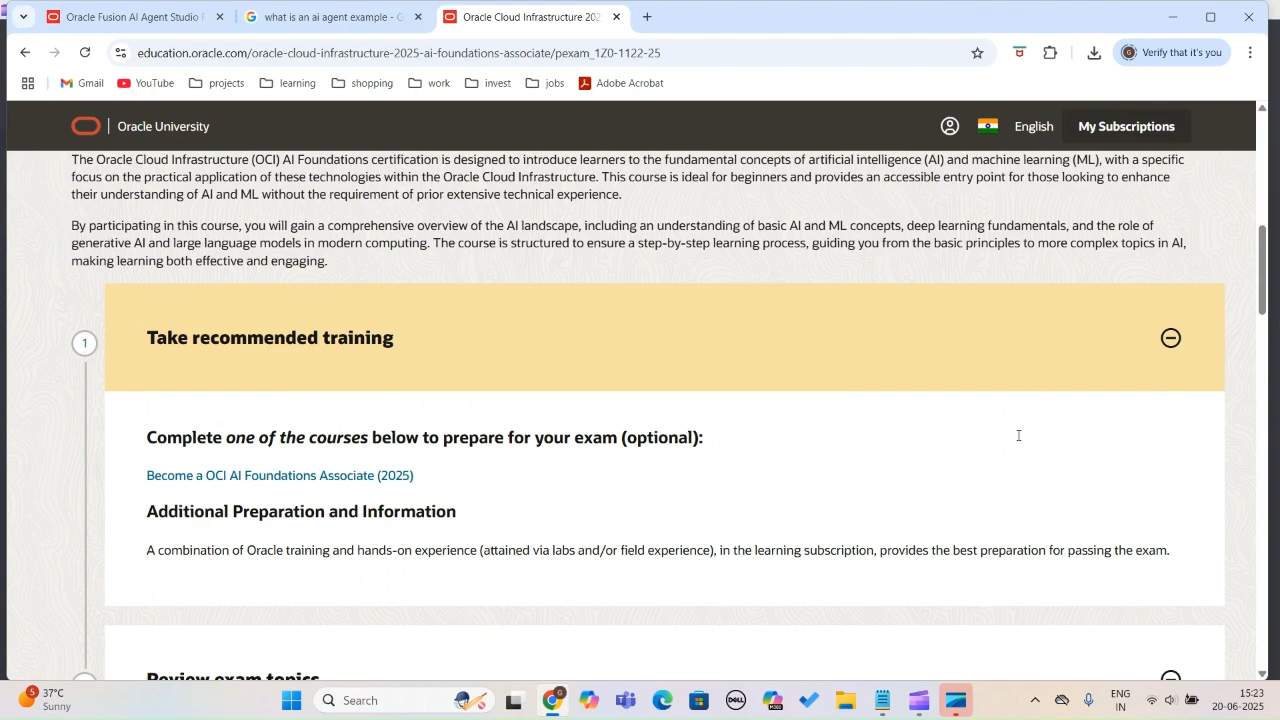 Oracle Fusion AI Agent Studio
what is an ai agent example - G
Oracle Cloud Infrastructure 202
education.oracle.com/oracle-cloud-infrastructure-2025-ai-foundations-associate/pexam_1Z0-1122-25
G
Verify that it's you
Gmail
YouTube
projects
learning
shopping
work
invest
jobs
Adobe Acrobat
Oracle University
English
My Subscriptions
The Oracle Cloud Infrastructure (OCI) AI Foundations certification is designed to introduce learners to the fundamental concepts of artificial intelligence (AI) and machine learning (ML), with a specific
focus on the practical application of these technologies within the Oracle Cloud Infrastructure. This course is ideal for beginners and provides an accessible entry point for those looking to enhance
their understanding of AI and ML without the requirement of prior extensive technical experience.
By participating in this course, you will gain a comprehensive overview of the AI landscape, including an understanding of basic AI and ML concepts, deep learning fundamentals, and the role of
generative AI and large language models in modern computing. The course is structured to ensure a step-by-step learning process, guiding you from the basic principles to more complex topics in AI,
making learning both effective and engaging.
1
Take recommended training
Complete one of the courses below to prepare for your exam (optional):
Become a OCI AI Foundations Associate (2025)
Additional Preparation and Information
A combination of Oracle training and hands-on experience (attained via labs and/or field experience), in the learning subscription, provides the best preparation for passing the exam.
Review exam topics
5
37°C
Sunny
Search
DELL
M365
ENG
IN
15:23
20-06-2025